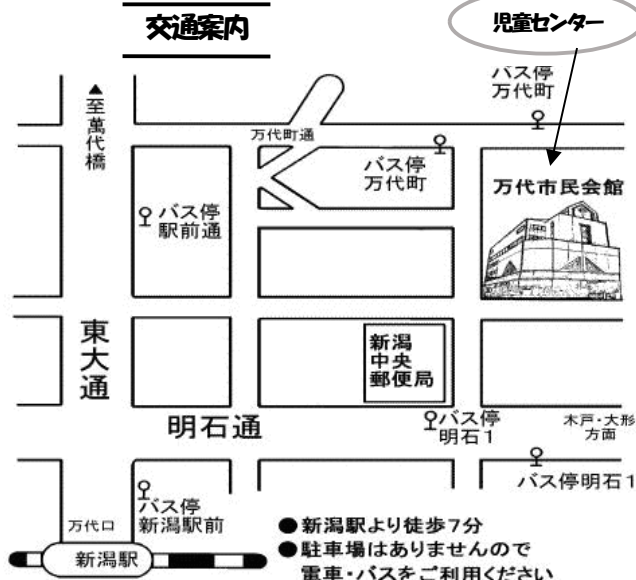 交通案内
児童センター
▲至萬代橋
バス停
万代町
万代町通
バス停
万代町
万代市民会館
バス停
駅前通
東大通
新潟
中央
郵便局
明石通
バス停
明石1
木戸・大形
方面
バス停明石1
バス停
新潟駅前
万代口
新潟駅
●新潟駅より徒歩7分
●駐車場はありませんので
電車・バスをご利用ください